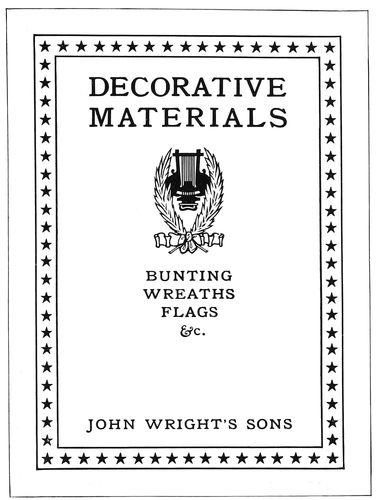 DECORATIVE
MATERIALS
BUNTING
WREATHS
FLAGS
&c.
JOHN WRIGHT'S SONS